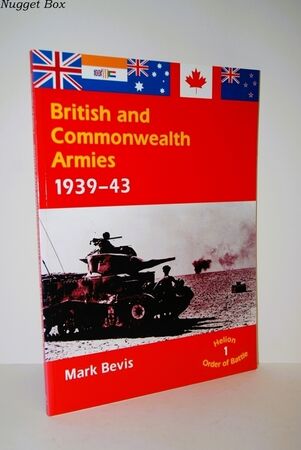 Nugget Box
British and
Commonwealth
Armies
1939–43
Mark Bevis
Helion
1
Order of Battle